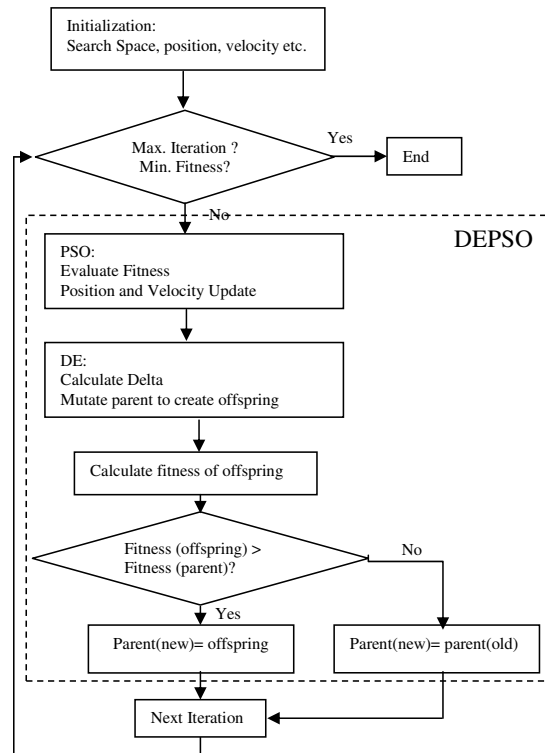 Initialization:
Search Space, position, velocity etc.
Max. Iteration ?
Min. Fitness?
Yes
End
No
DEPSO
PSO:
Evaluate Fitness
Position and Velocity Update
DE:
Calculate Delta
Mutate parent to create offspring
Calculate fitness of offspring
Fitness (offspring) >
Fitness (parent)?
No
Yes
Parent(new)= offspring
Parent(new)= parent(old)
Next Iteration